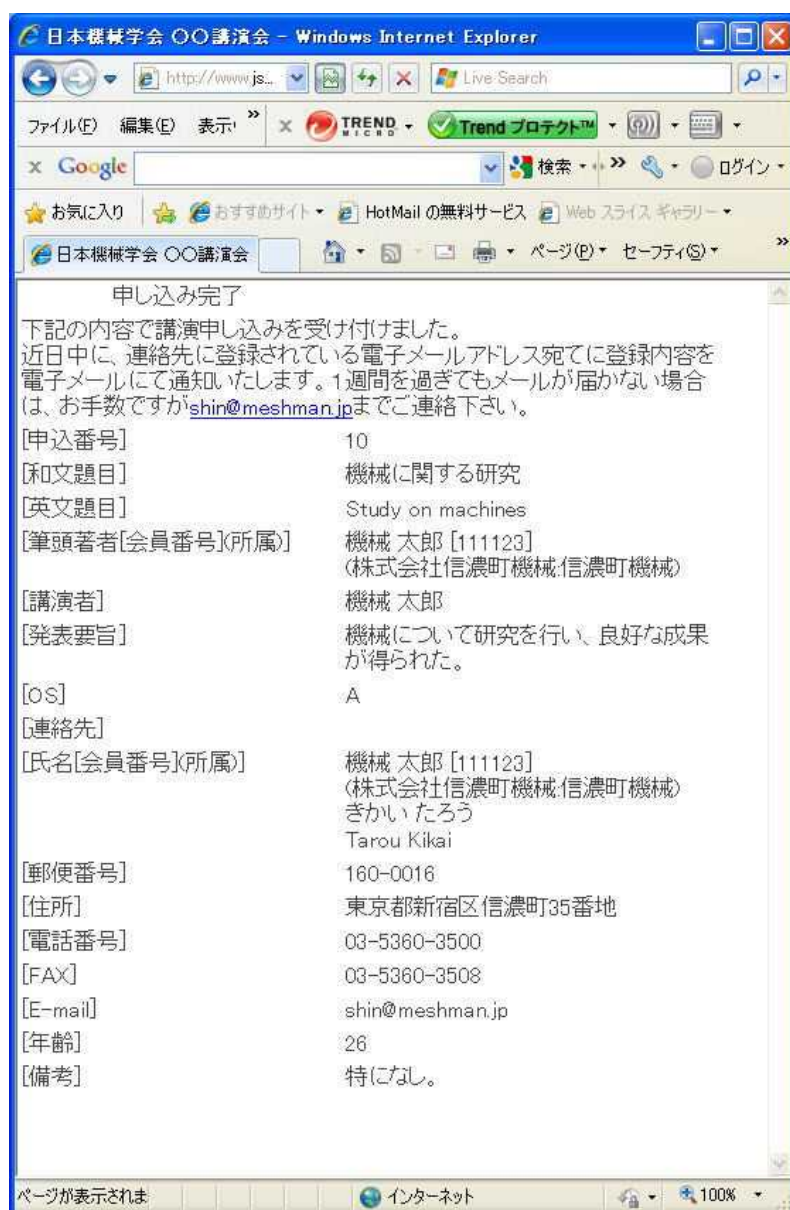 日本機械学会 〇〇講演会 - Windows Internet Explorer
http://www.js... Live Search
ファイル(F) 編集(E) 表示 » x TREND MICRO Trend プロテクト™
x Google 検索 » ログイン
お気に入り おすすめサイト HotMail の無料サービス Web スライス ギャラリー
日本機械学会 〇〇講演会 ページ(P) セーフティ(S) »
申し込み完了
下記の内容で講演申し込みを受け付けました。
近日中に、連絡先に登録されている電子メールアドレス宛てに登録内容を
電子メールにて通知いたします。1週間を過ぎてもメールが届かない場合
は、お手数ですがshin@meshman.jpまでご連絡下さい。
[申込番号] 10
[和文題目] 機械に関する研究
[英文題目] Study on machines
[筆頭著者[会員番号](所属)] 機械 太郎 [111123]
(株式会社信濃町機械:信濃町機械)
[講演者] 機械 太郎
[発表要旨] 機械について研究を行い、良好な成果
が得られた。
[OS] A
[連絡先]
[氏名[会員番号](所属)] 機械 太郎 [111123]
(株式会社信濃町機械:信濃町機械)
きかい たろう
Tarou Kikai
[郵便番号] 160-0016
[住所] 東京都新宿区信濃町35番地
[電話番号] 03-5360-3500
[FAX] 03-5360-3508
[E-mail] shin@meshman.jp
[年齢] 26
[備考] 特になし。
ページが表示されま インターネット 100%